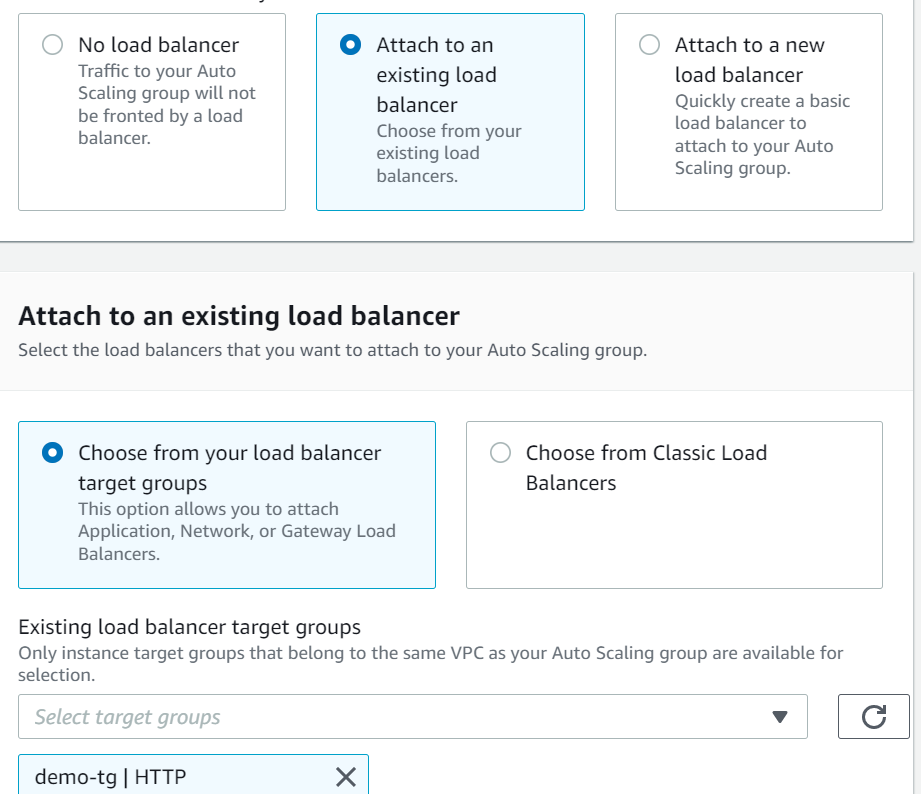 No load balancer
Traffic to your Auto
Scaling group will not
be fronted by a load
balancer.
Attach to an
existing load
balancer
Choose from your
existing load
balancers.
Attach to a new
load balancer
Quickly create a basic
load balancer to
attach to your Auto
Scaling group.
Attach to an existing load balancer
Select the load balancers that you want to attach to your Auto Scaling group.
Choose from your load balancer
target groups
This option allows you to attach
Application, Network, or Gateway Load
Balancers.
Choose from Classic Load
Balancers
Existing load balancer target groups
Only instance target groups that belong to the same VPC as your Auto Scaling group are available for
selection.
Select target groups
demo-tg | HTTP